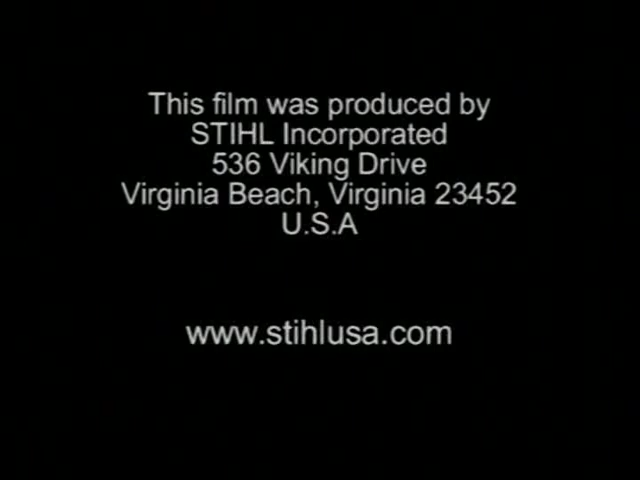 This film was produced by
STIHL Incorporated
536 Viking Drive
Virginia Beach, Virginia 23452
U.S.A
www.stihlusa.com